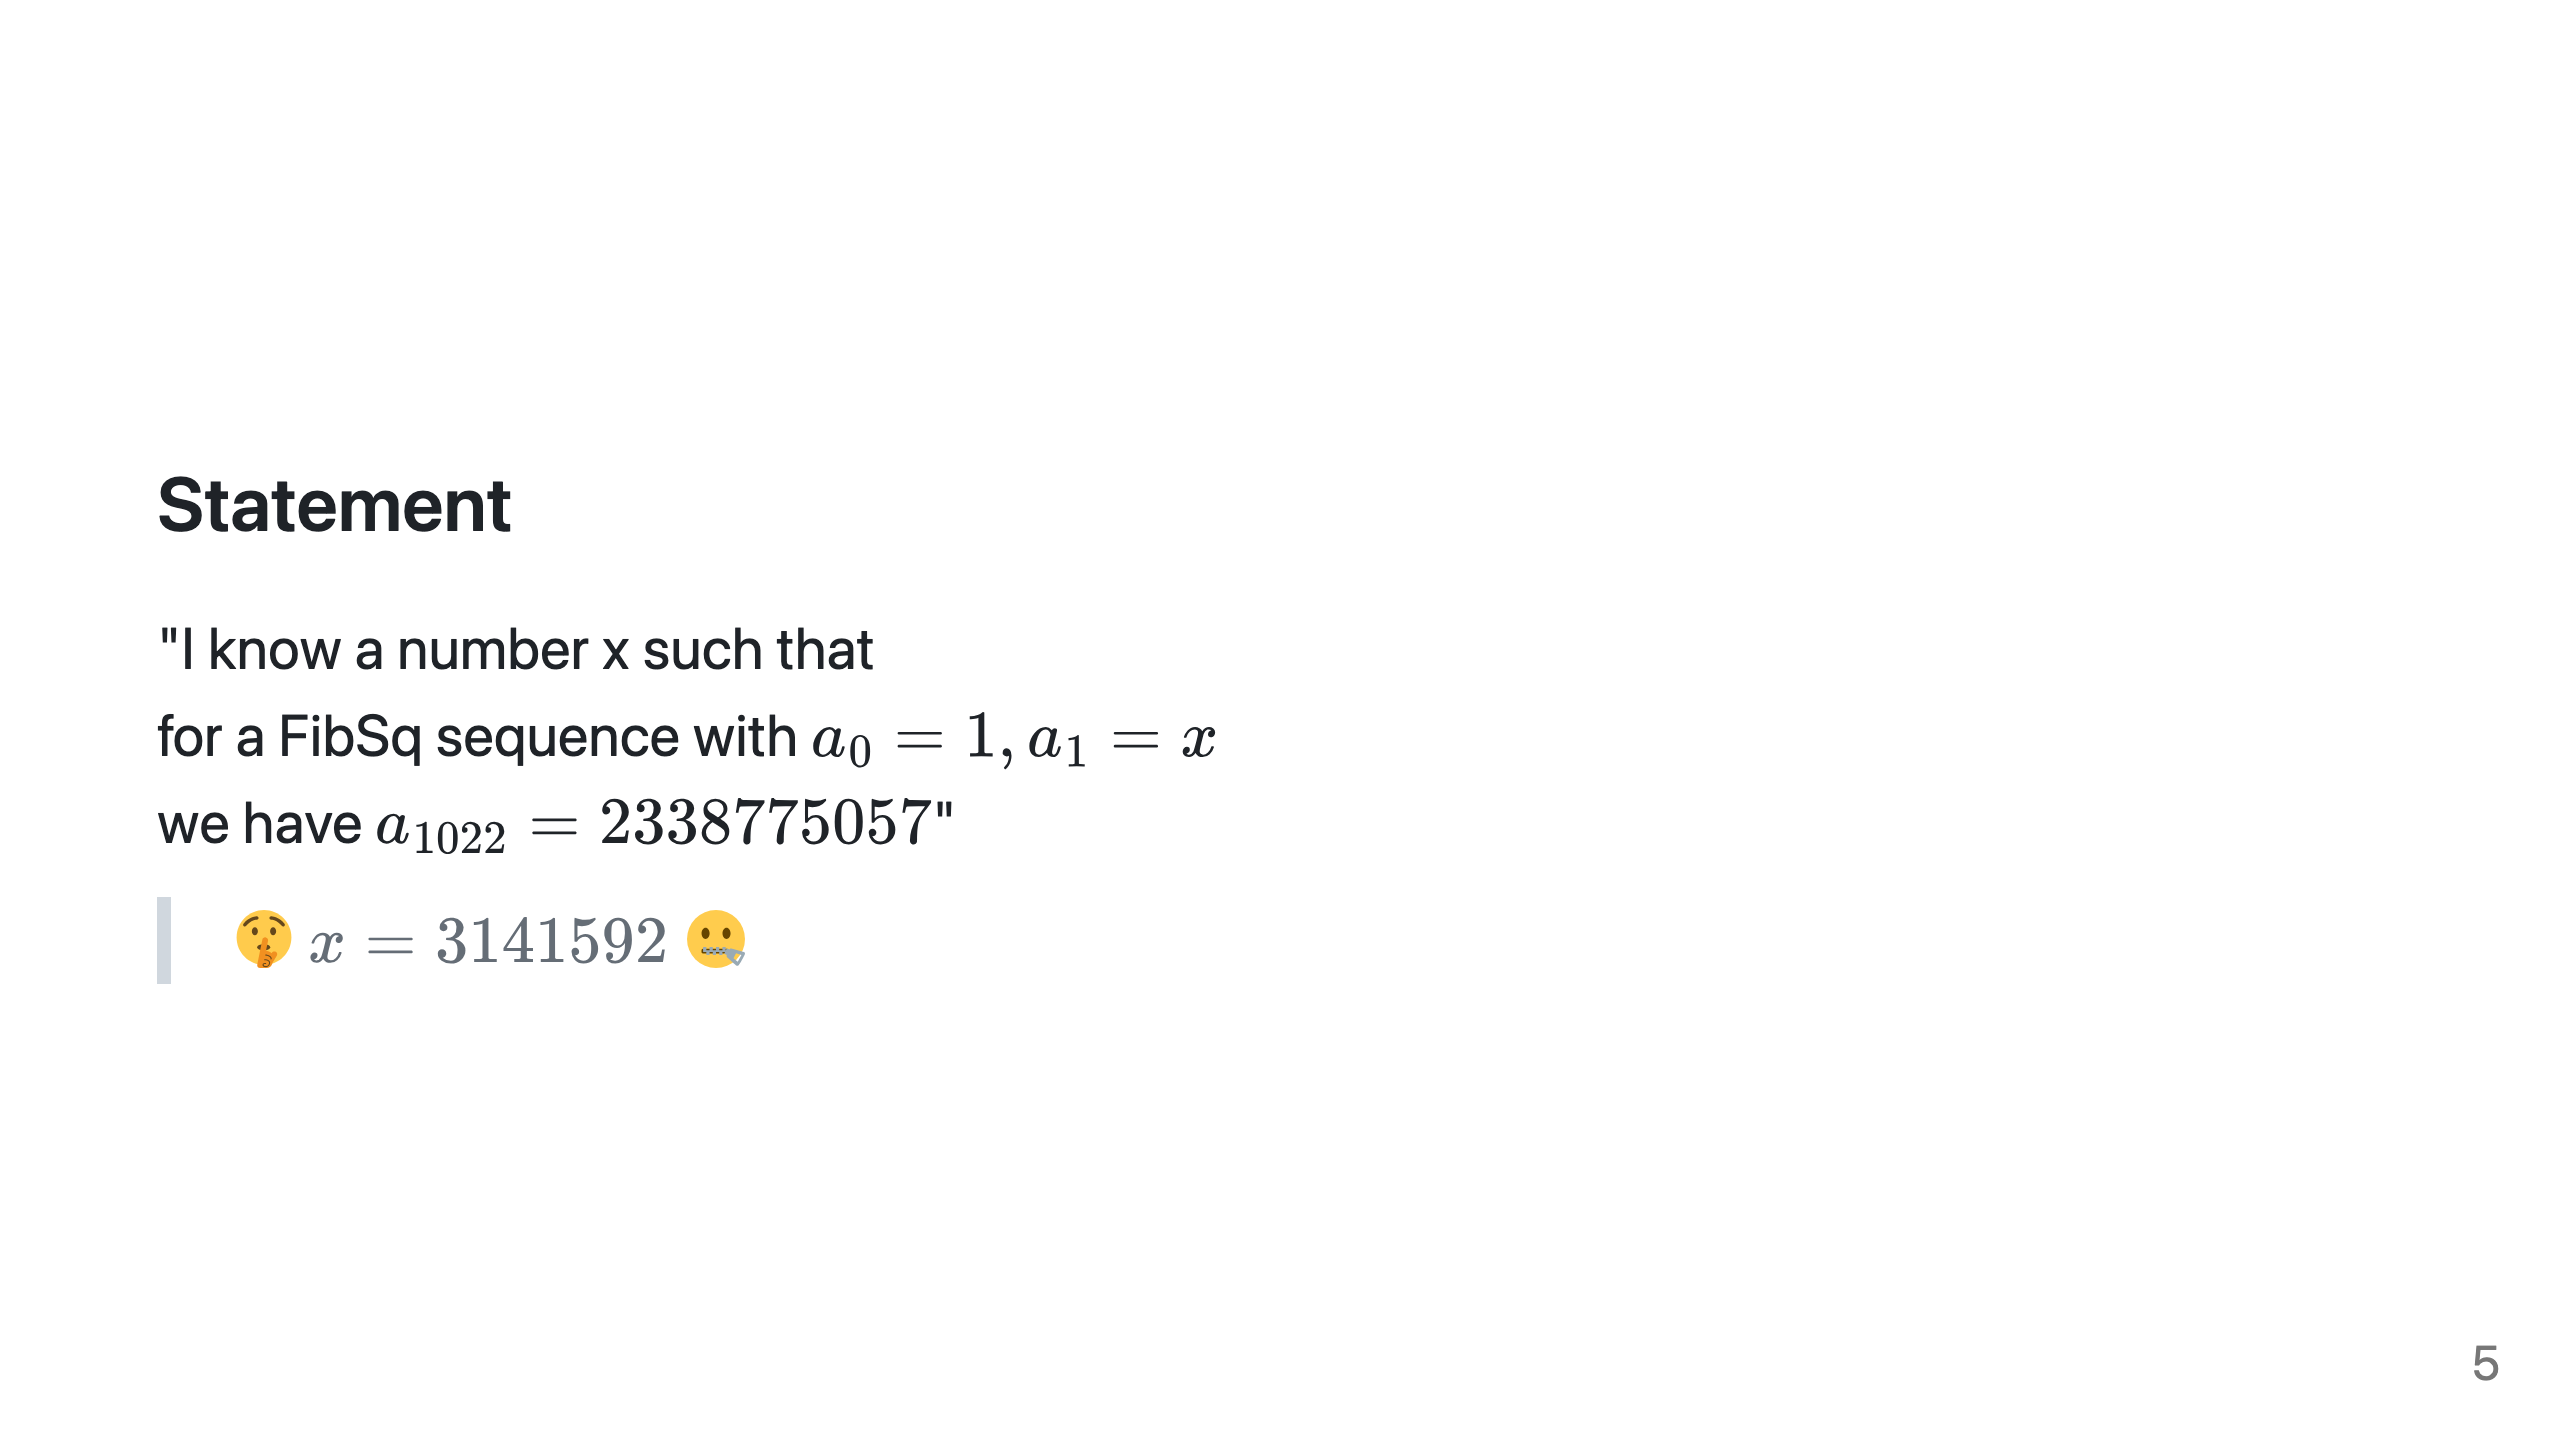 Statement
"I know a number x such that
for a FibSq sequence with a₀ = 1, a₁ = x
we have a₁₀₂₂ = 2338775057"
🤫 x = 3141592 🤐
5